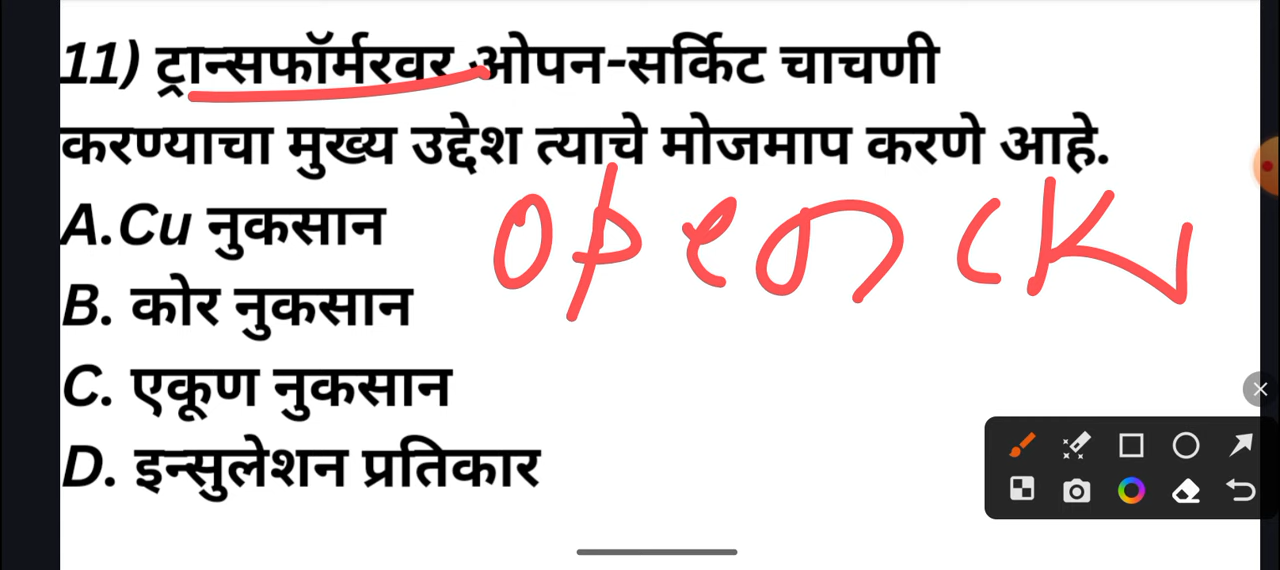 11) ट्रान्सफॉर्मरवर ओपन-सर्किट चाचणी
करण्याचा मुख्य उद्देश त्याचे मोजमाप करणे आहे.
A.Cu नुकसान
open cKt
B. कोर नुकसान
C. एकूण नुकसान
D. इन्सुलेशन प्रतिकार